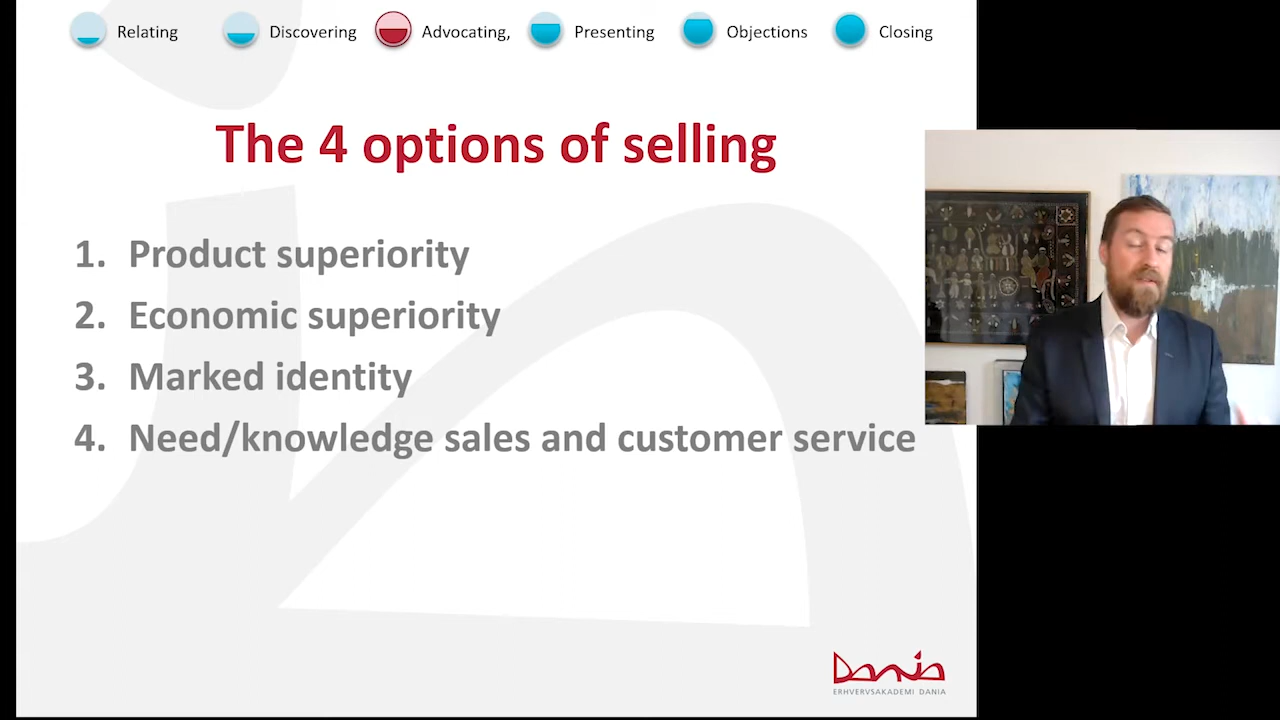 Relating
Discovering
Advocating,
Presenting
Objections
Closing
The 4 options of selling
1. Product superiority
2. Economic superiority
3. Marked identity
4. Need/knowledge sales and customer service
Dania
ERHVERVSAKADEMI DANIA